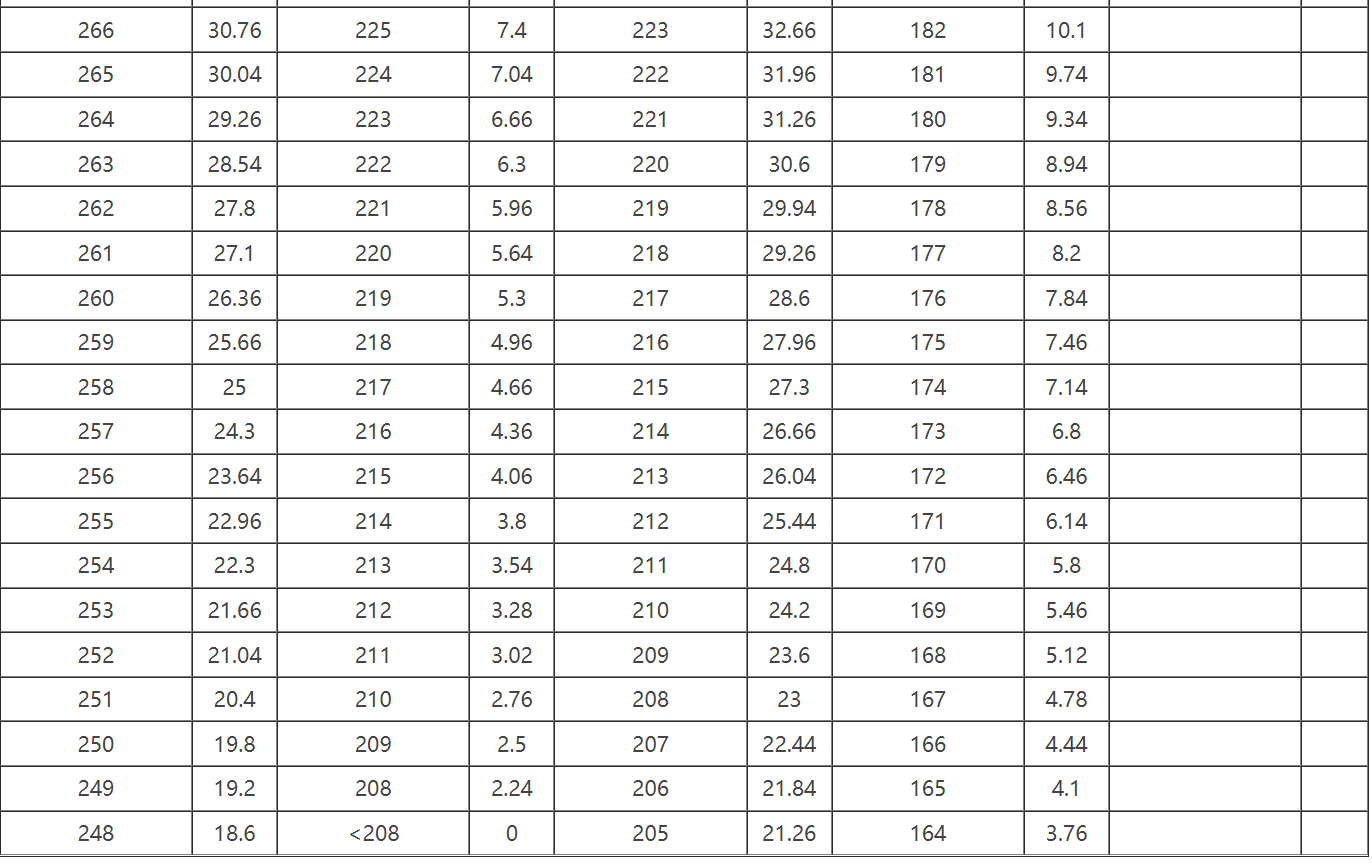 266 30.76 225 7.4 223 32.66 182 10.1
265 30.04 224 7.04 222 31.96 181 9.74
264 29.26 223 6.66 221 31.26 180 9.34
263 28.54 222 6.3 220 30.6 179 8.94
262 27.8 221 5.96 219 29.94 178 8.56
261 27.1 220 5.64 218 29.26 177 8.2
260 26.36 219 5.3 217 28.6 176 7.84
259 25.66 218 4.96 216 27.96 175 7.46
258 25 217 4.66 215 27.3 174 7.14
257 24.3 216 4.36 214 26.66 173 6.8
256 23.64 215 4.06 213 26.04 172 6.46
255 22.96 214 3.8 212 25.44 171 6.14
254 22.3 213 3.54 211 24.8 170 5.8
253 21.66 212 3.28 210 24.2 169 5.46
252 21.04 211 3.02 209 23.6 168 5.12
251 20.4 210 2.76 208 23 167 4.78
250 19.8 209 2.5 207 22.44 166 4.44
249 19.2 208 2.24 206 21.84 165 4.1
248 18.6 <208 0 205 21.26 164 3.76